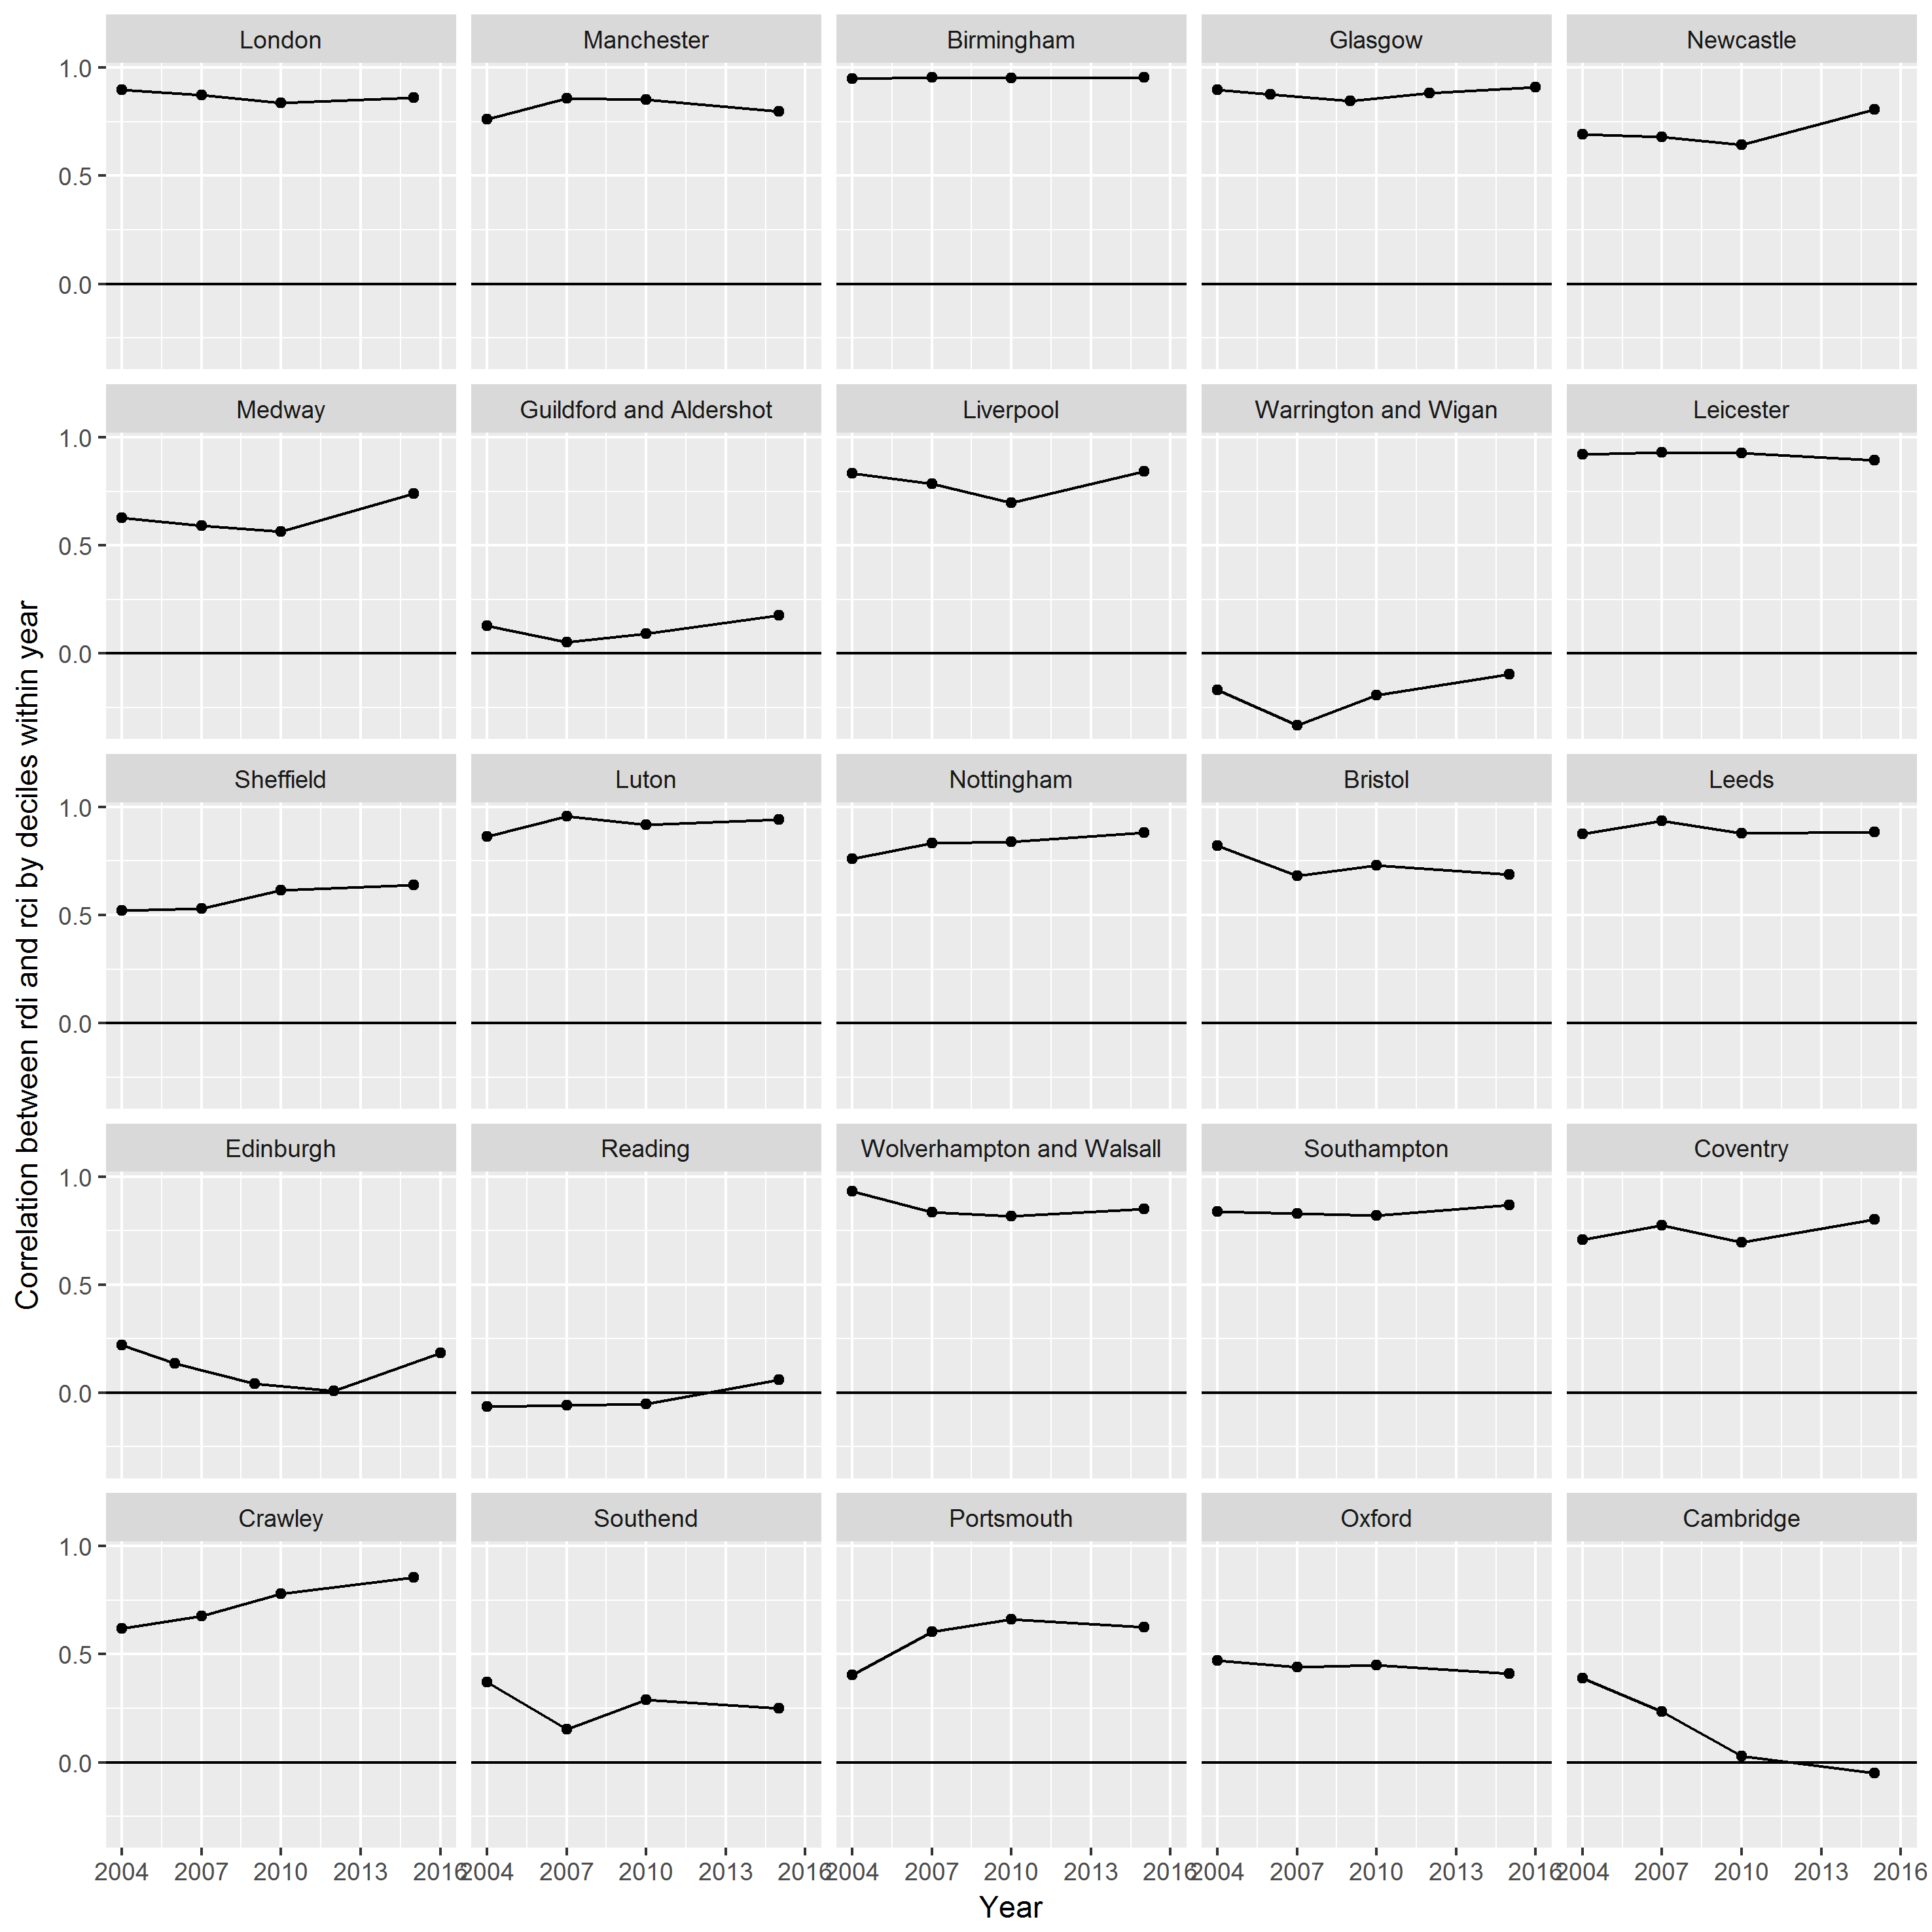 London Manchester Birmingham Glasgow Newcastle
1.0
0.5
0.0
Medway Guildford and Aldershot Liverpool Warrington and Wigan Leicester
1.0
0.5
0.0
Correlation between rdi and rci by deciles within year
Sheffield Luton Nottingham Bristol Leeds
1.0
0.5
0.0
Edinburgh Reading Wolverhampton and Walsall Southampton Coventry
1.0
0.5
0.0
Crawley Southend Portsmouth Oxford Cambridge
1.0
0.5
0.0
2004 2007 2010 2013 2016 2004 2007 2010 2013 2016 2004 2007 2010 2013 2016 2004 2007 2010 2013 2016 2004 2007 2010 2013 2016
Year